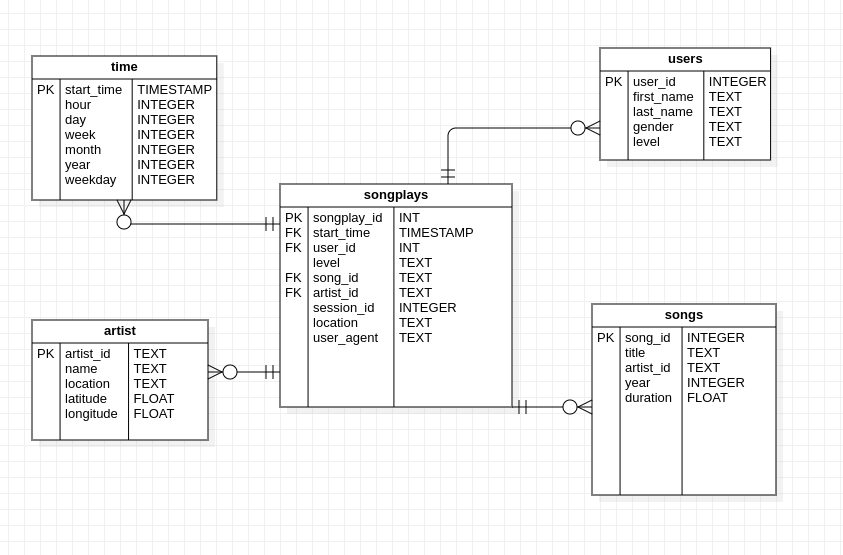 time
PK start_time TIMESTAMP
hour INTEGER
day INTEGER
week INTEGER
month INTEGER
year INTEGER
weekday INTEGER
users
PK user_id INTEGER
first_name TEXT
last_name TEXT
gender TEXT
level TEXT
songplays
PK songplay_id INT
FK start_time TIMESTAMP
FK user_id INT
level TEXT
FK song_id TEXT
FK artist_id TEXT
session_id INTEGER
location TEXT
user_agent TEXT
artist
PK artist_id TEXT
name TEXT
location TEXT
latitude FLOAT
longitude FLOAT
songs
PK song_id INTEGER
title TEXT
artist_id TEXT
year INTEGER
duration FLOAT